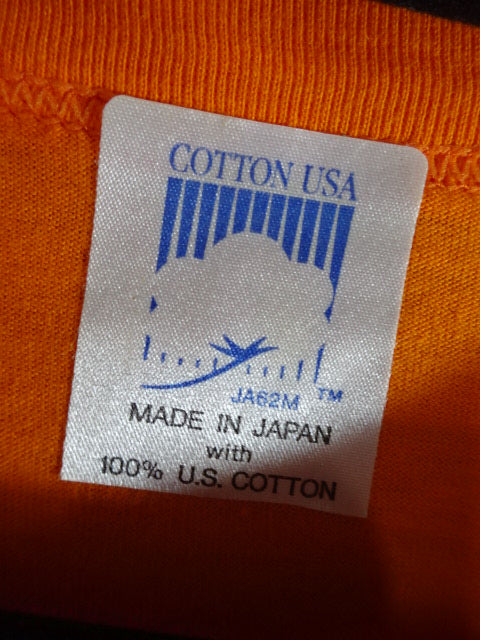 COTTON USA
JA62M ™
MADE IN JAPAN
with
100% U.S. COTTON